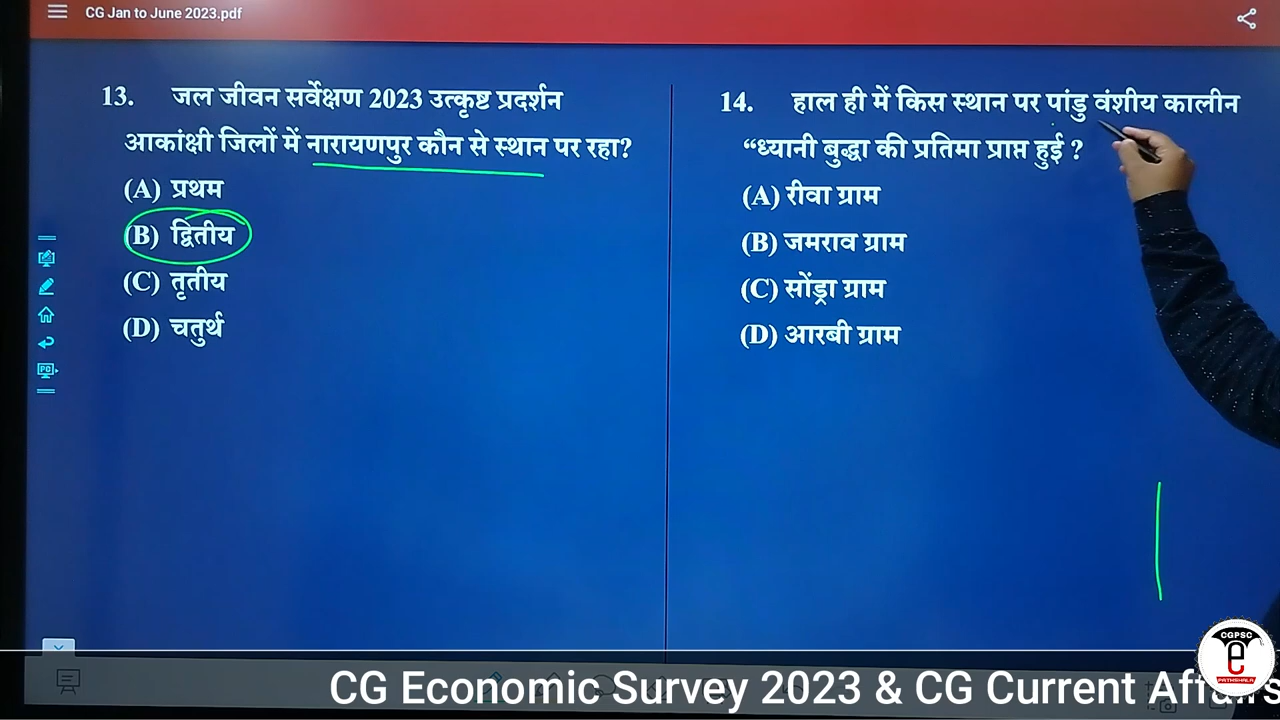 CG Jan to June 2023.pdf
13. जल जीवन सर्वेक्षण 2023 उत्कृष्ट प्रदर्शन
आकांक्षी जिलों में नारायणपुर कौन से स्थान पर रहा?
(A) प्रथम
(B) द्वितीय
(C) तृतीय
(D) चतुर्थ
14. हाल ही में किस स्थान पर पांडु वंशीय कालीन
“ध्यानी बुद्धा की प्रतिमा प्राप्त हुई ?
(A) रीवा ग्राम
(B) जमराव ग्राम
(C) सोंड्रा ग्राम
(D) आरबी ग्राम
CG Economic Survey 2023 & CG Current Affairs
CGPSC
e
PATHSHALA